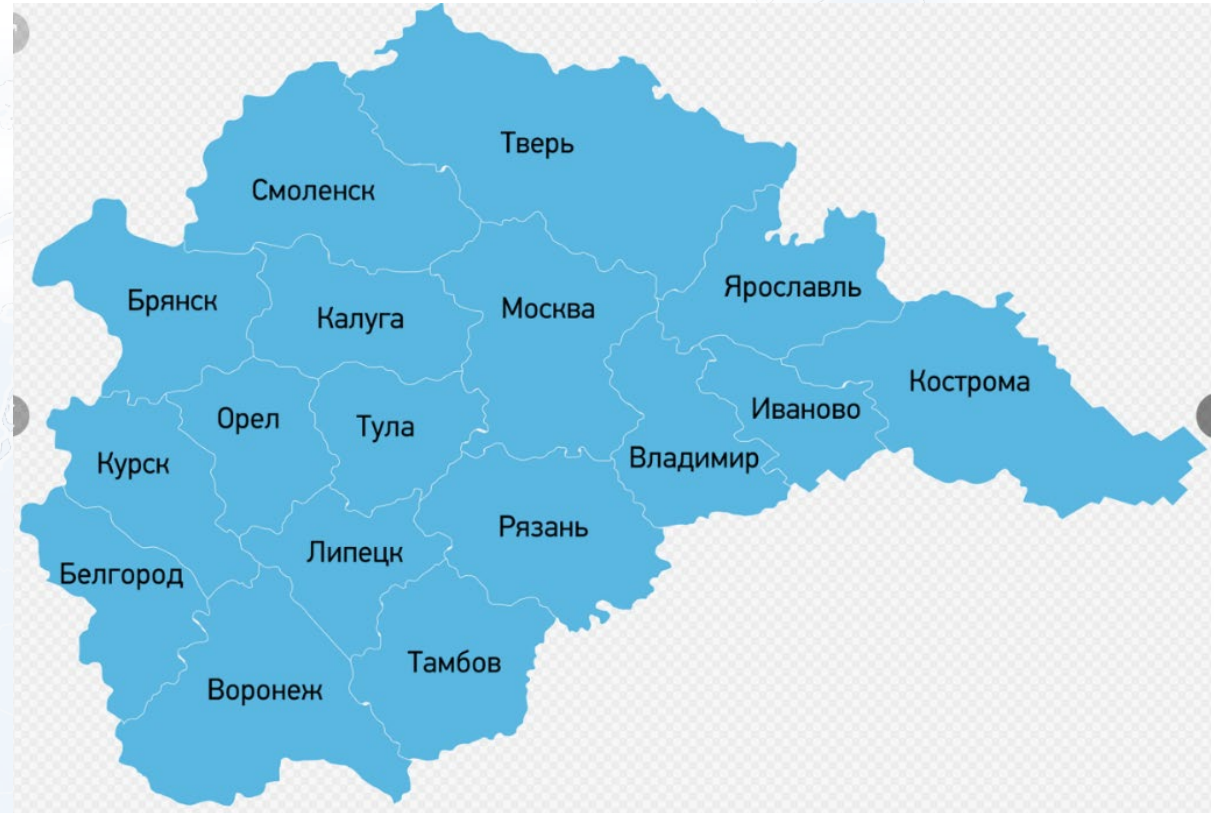 Тверь
Смоленск
Ярославль
Брянск
Калуга
Москва
Кострома
Орел
Тула
Иваново
Курск
Владимир
Рязань
Липецк
Белгород
Тамбов
Воронеж